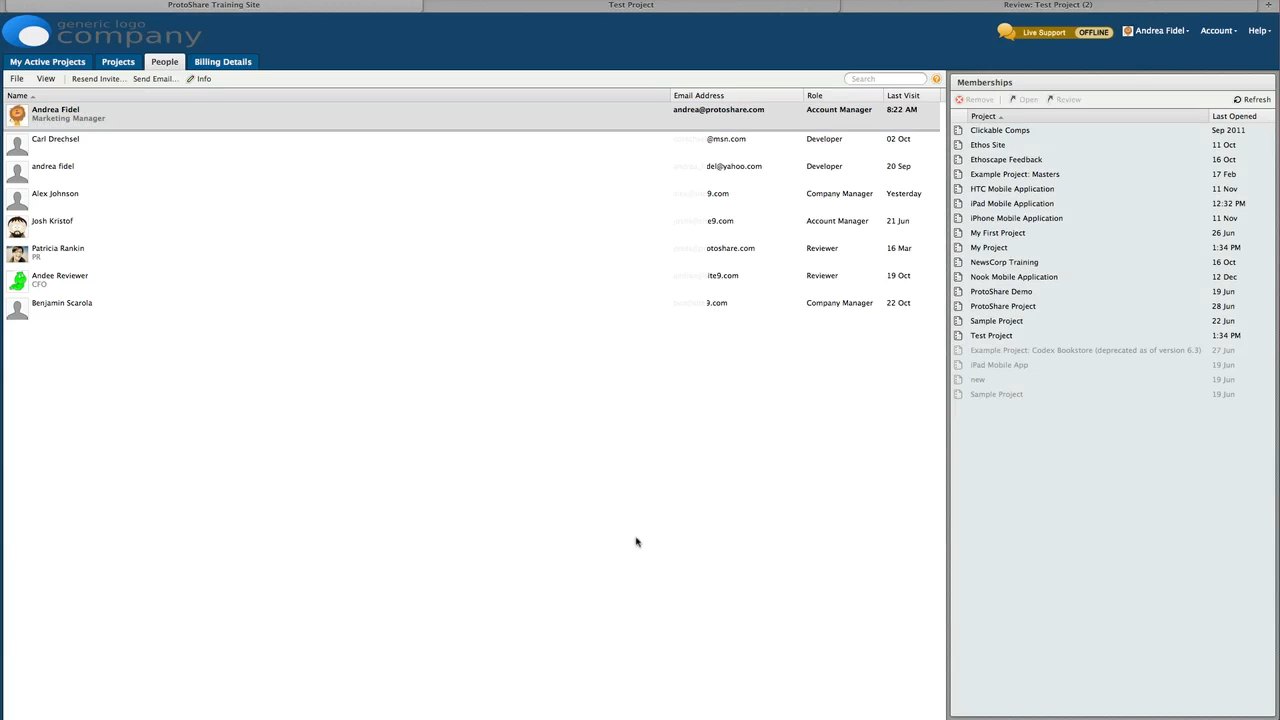 ProtoShare Training Site Test Project Review: Test Project (2)
generic logo
company
Live Support OFFLINE Andrea Fidel Account Help
My Active Projects Projects People Billing Details
File View Resend Invite... Send Email... Info Search
Name Email Address Role Last Visit
Andrea Fidel andrea@protoshare.com Account Manager 8:22 AM
Marketing Manager
Carl Drechsel @msn.com Developer 02 Oct
andrea fidel del@yahoo.com Developer 20 Sep
Alex Johnson 9.com Company Manager Yesterday
Josh Kristof e9.com Account Manager 21 Jun
Patricia Rankin otoshare.com Reviewer 16 Mar
PR
Andee Reviewer ite9.com Reviewer 19 Oct
CFO
Benjamin Scarola 9.com Company Manager 22 Oct
Memberships
Remove Open Review Refresh
Project Last Opened
Clickable Comps Sep 2011
Ethos Site 11 Oct
Ethoscape Feedback 16 Oct
Example Project: Masters 17 Feb
HTC Mobile Application 11 Nov
iPad Mobile Application 12:32 PM
iPhone Mobile Application 11 Nov
My First Project 26 Jun
My Project 1:34 PM
NewsCorp Training 16 Oct
Nook Mobile Application 12 Dec
ProtoShare Demo 19 Jun
ProtoShare Project 28 Jun
Sample Project 22 Jun
Test Project 1:34 PM
Example Project: Codex Bookstore (deprecated as of version 6.3) 27 Jun
iPad Mobile App 19 Jun
new 19 Jun
Sample Project 19 Jun